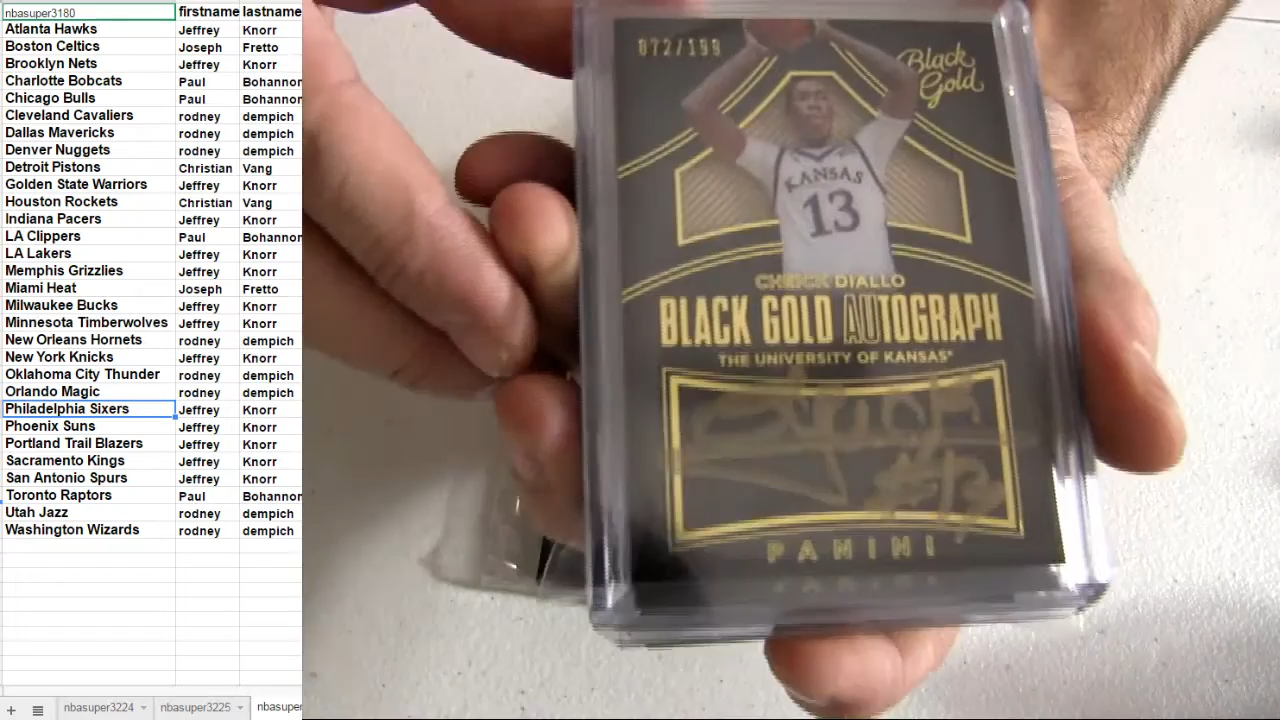 nbasuper3180 firstname lastname
Atlanta Hawks Jeffrey Knorr
Boston Celtics Joseph Fretto
Brooklyn Nets Jeffrey Knorr
Charlotte Bobcats Paul Bohannon
Chicago Bulls Paul Bohannon
Cleveland Cavaliers rodney dempich
Dallas Mavericks rodney dempich
Denver Nuggets rodney dempich
Detroit Pistons Christian Vang
Golden State Warriors Jeffrey Knorr
Houston Rockets Christian Vang
Indiana Pacers Jeffrey Knorr
LA Clippers Paul Bohannon
LA Lakers Jeffrey Knorr
Memphis Grizzlies Jeffrey Knorr
Miami Heat Joseph Fretto
Milwaukee Bucks Jeffrey Knorr
Minnesota Timberwolves Jeffrey Knorr
New Orleans Hornets rodney dempich
New York Knicks Jeffrey Knorr
Oklahoma City Thunder rodney dempich
Orlando Magic rodney dempich
Philadelphia Sixers Jeffrey Knorr
Phoenix Suns Jeffrey Knorr
Portland Trail Blazers Jeffrey Knorr
Sacramento Kings Jeffrey Knorr
San Antonio Spurs Jeffrey Knorr
Toronto Raptors Paul Bohannon
Utah Jazz rodney dempich
Washington Wizards rodney dempich
nbasuper3224 nbasuper3225 nbasuper
072/199
Black
Gold
KANSAS
13
CHEICK DIALLO
BLACK GOLD AUTOGRAPH
THE UNIVERSITY OF KANSAS
#13
PANINI